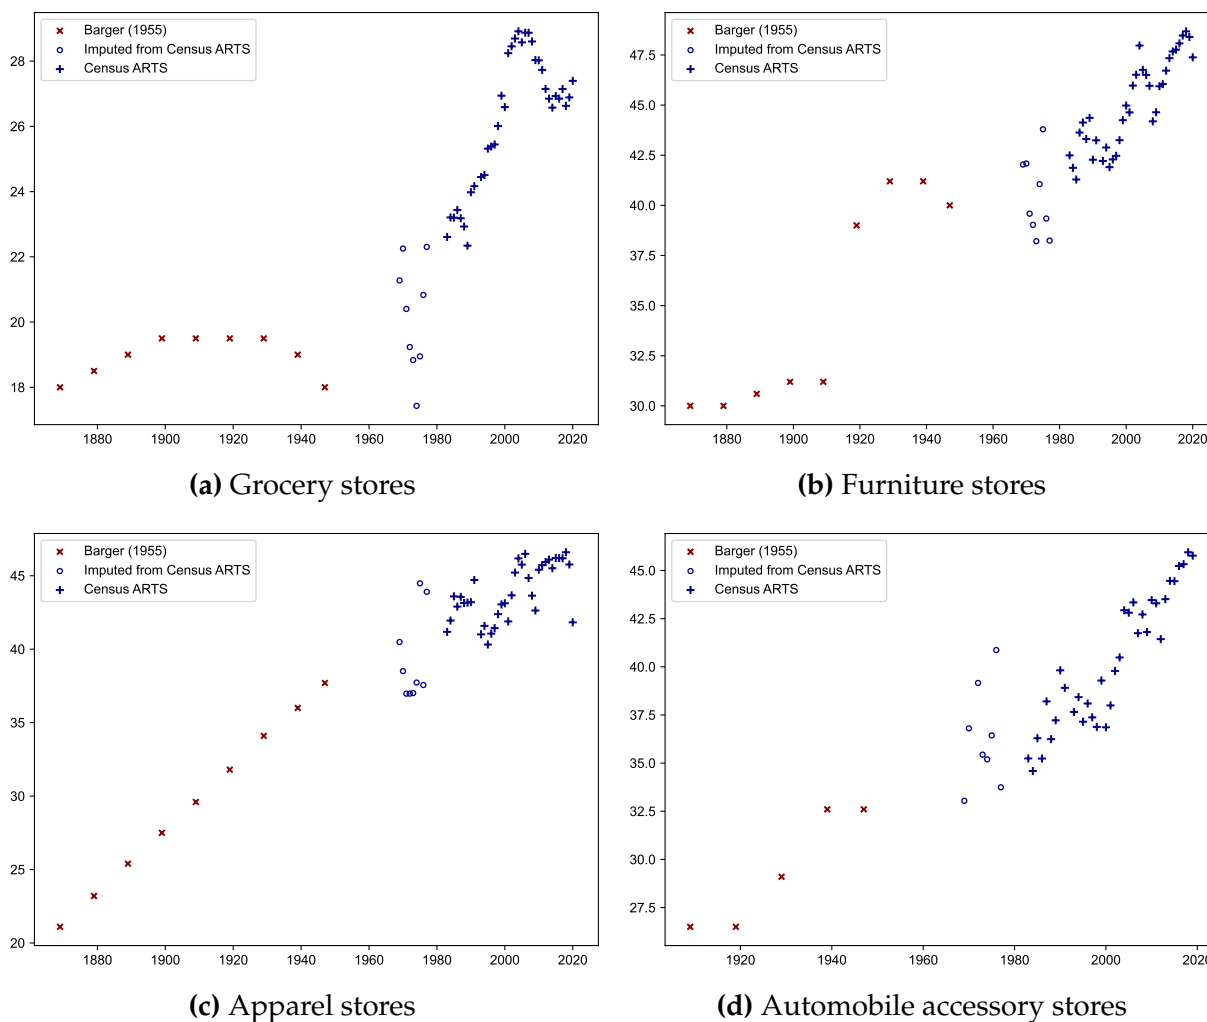 Barger (1955)
Imputed from Census ARTS
Census ARTS
28
26
24
22
20
18
1880 1900 1920 1940 1960 1980 2000 2020
(a) Grocery stores
Barger (1955)
Imputed from Census ARTS
Census ARTS
47.5
45.0
42.5
40.0
37.5
35.0
32.5
30.0
1880 1900 1920 1940 1960 1980 2000 2020
(b) Furniture stores
Barger (1955)
Imputed from Census ARTS
Census ARTS
45
40
35
30
25
20
1880 1900 1920 1940 1960 1980 2000 2020
(c) Apparel stores
Barger (1955)
Imputed from Census ARTS
Census ARTS
45.0
42.5
40.0
37.5
35.0
32.5
30.0
27.5
1920 1940 1960 1980 2000 2020
(d) Automobile accessory stores